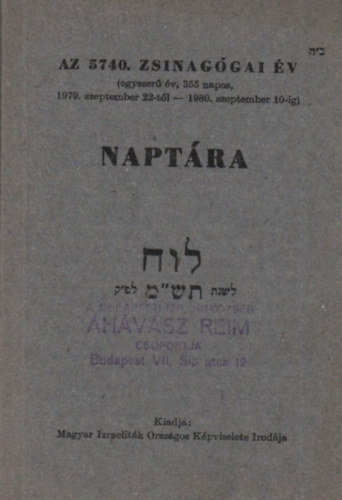 ב״ה
AZ 5740. ZSINAGÓGAI ÉV
(egyszerű év, 355 napos,
1979. szeptember 22-től — 1980. szeptember 10-ig)
NAPTÁRA
לוח
לשנת תש״מ לפ״ק
AHÁVÁSZ REIM
CSOPORTJA
Budapest VII, Síp utca 12
Kiadja:
Magyar Izraeliták Országos Képviselete Irodája